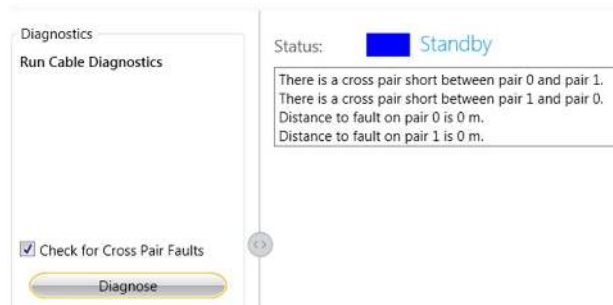 Diagnostics
Run Cable Diagnostics
Check for Cross Pair Faults
Diagnose
Status:
Standby
There is a cross pair short between pair 0 and pair 1.
There is a cross pair short between pair 1 and pair 0.
Distance to fault on pair 0 is 0 m.
Distance to fault on pair 1 is 0 m.